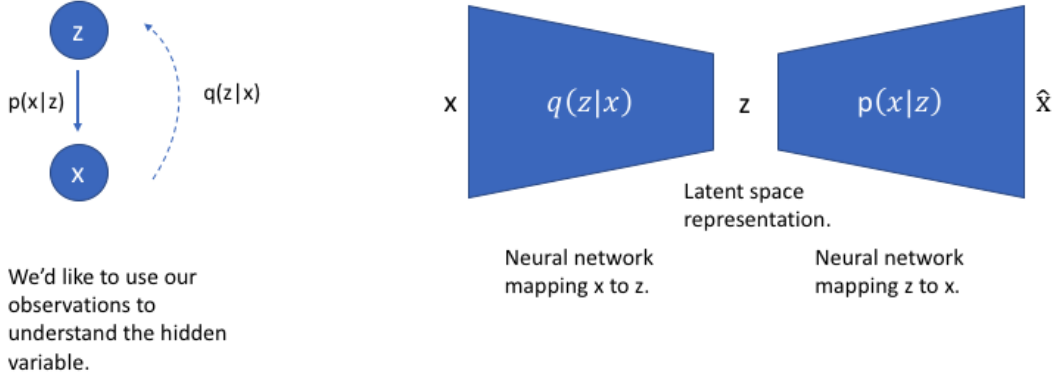 z
p(x|z)
q(z|x)
x
We'd like to use our
observations to
understand the hidden
variable.
x
q(z|x)
z
p(x|z)
x̂
Latent space
representation.
Neural network
mapping x to z.
Neural network
mapping z to x.